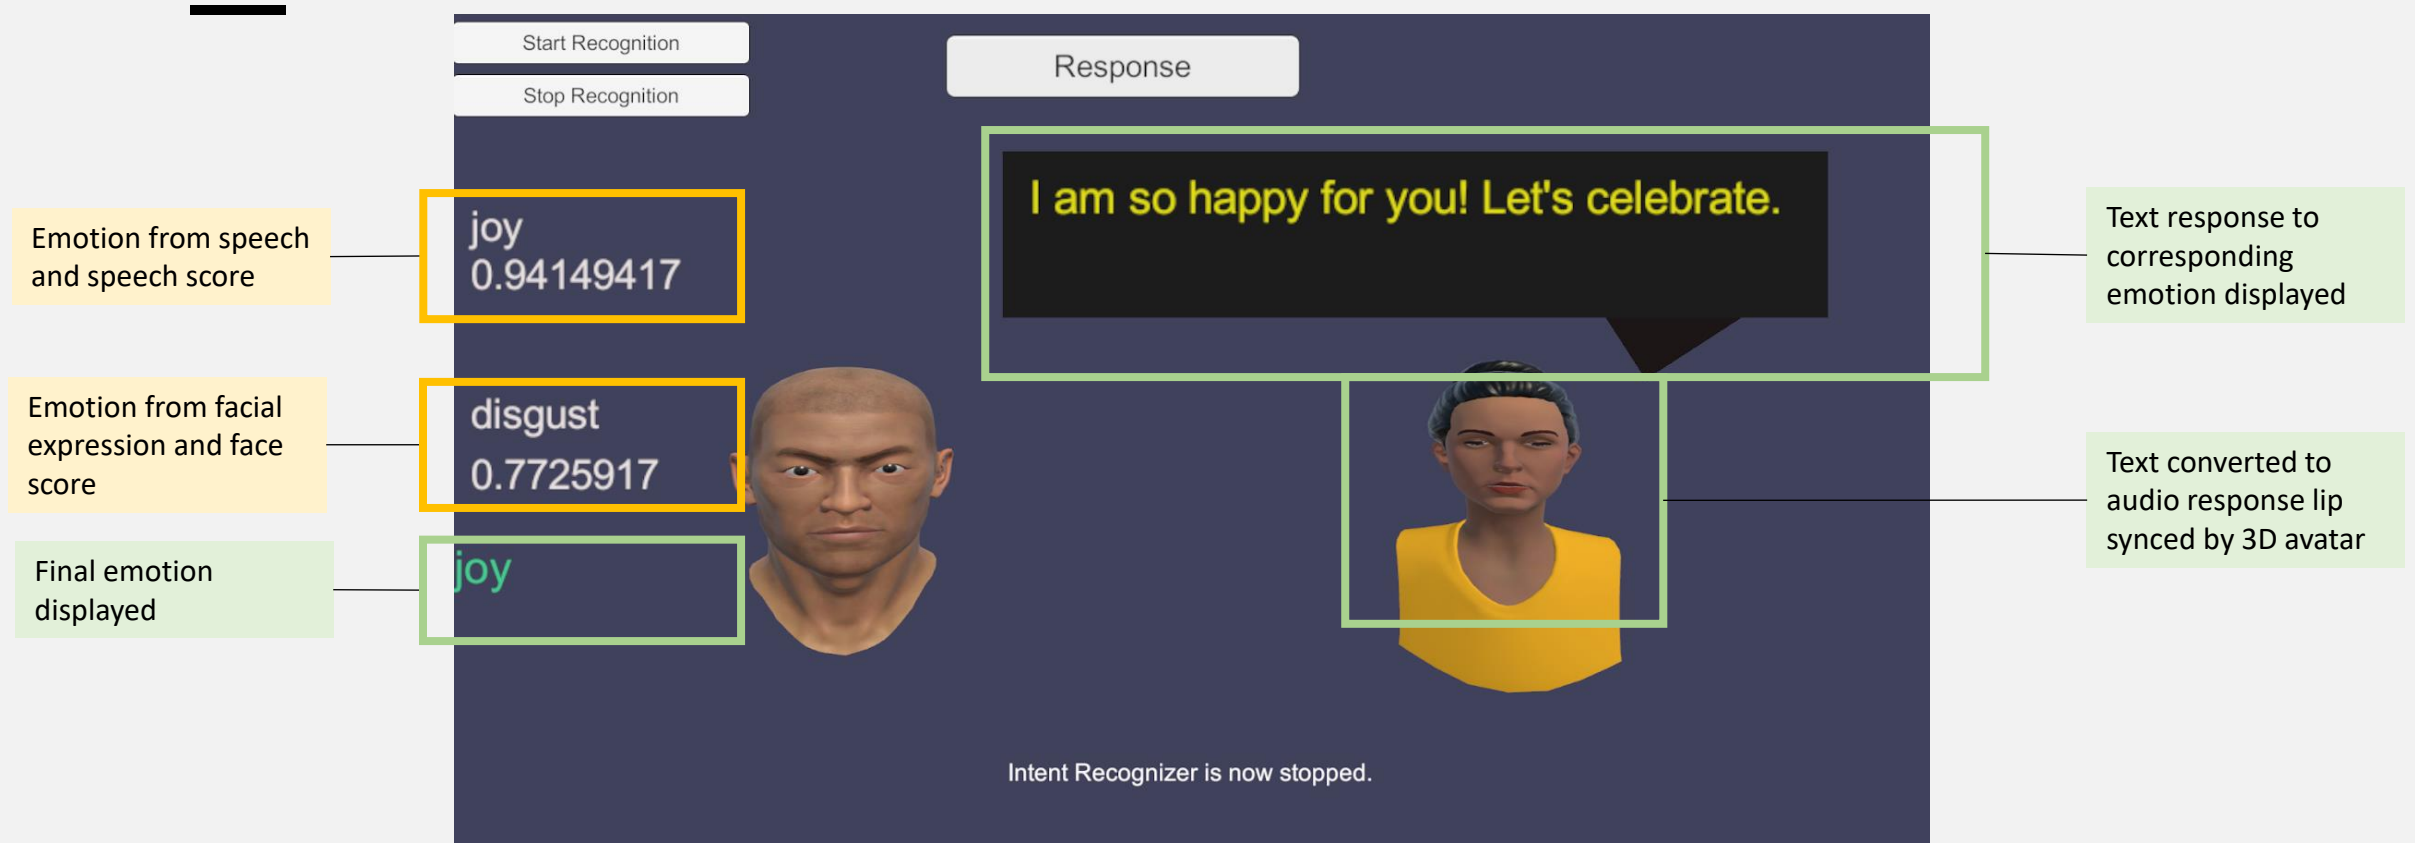 Start Recognition
Stop Recognition
Response
I am so happy for you! Let's celebrate.
Emotion from speech
and speech score
joy
0.94149417
Text response to
corresponding
emotion displayed
Emotion from facial
expression and face
score
disgust
0.7725917
Text converted to
audio response lip
synced by 3D avatar
Final emotion
displayed
joy
Intent Recognizer is now stopped.